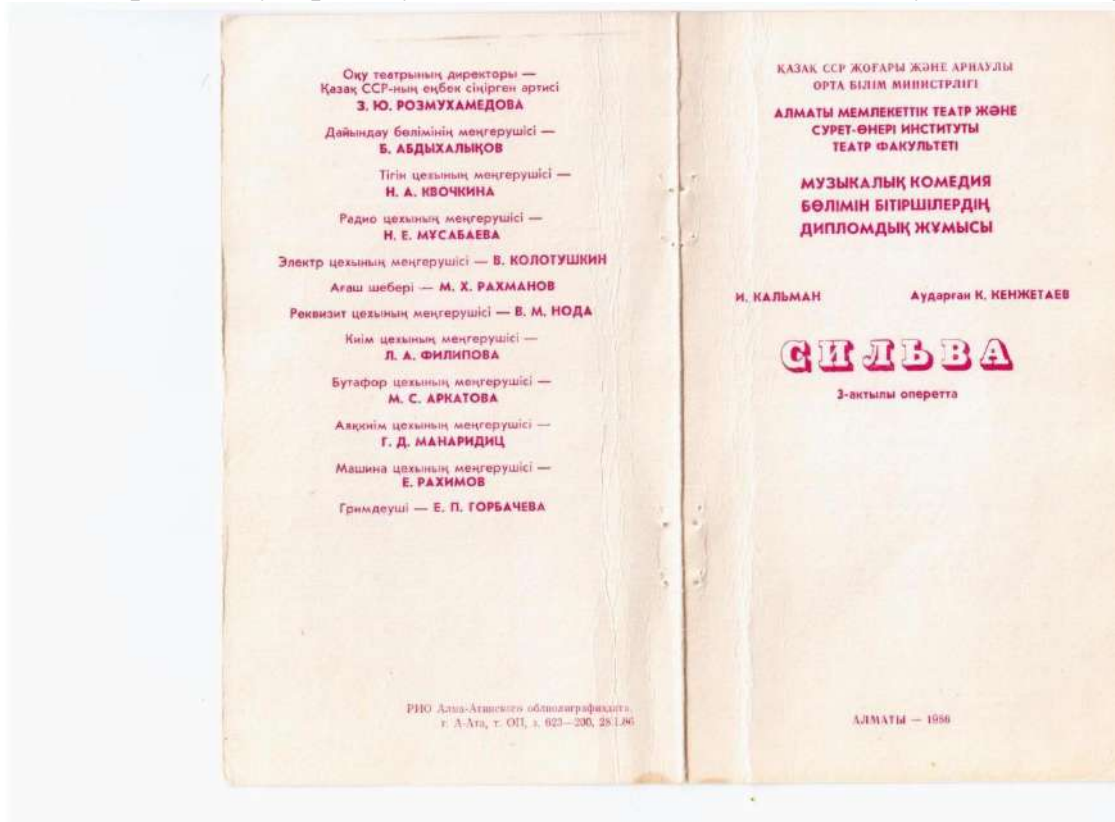 Оқу театрының директоры —
Қазақ ССР-ның еңбек сіңірген артисі
З. Ю. РОЗМУХАМЕДОВА
Дайындау бөлімінің меңгерушісі —
Б. АБДЫХАЛЫҚОВ
Тігін цехының меңгерушісі —
Н. А. КВОЧКИНА
Радио цехының меңгерушісі —
Н. Е. МҰСАБАЕВА
Электр цехының меңгерушісі — В. КОЛОТУШКИН
Ағаш шебері — М. Х. РАХМАНОВ
Реквизит цехының меңгерушісі — В. М. НОДА
Киім цехының меңгерушісі —
Л. А. ФИЛИПОВА
Бутафор цехының меңгерушісі —
М. С. АРКАТОВА
Аяқкиім цехының меңгерушісі —
Г. Д. МАНАРИДИЦ
Машина цехының меңгерушісі —
Е. РАХИМОВ
Гримдеуші — Е. П. ГОРБАЧЕВА
РИО Алма-Атинского облполиграфиздата,
г. А-Ата, т. ОП, з. 623—200, 28.1.86
ҚАЗАҚ ССР ЖОҒАРЫ ЖӘНЕ АРНАУЛЫ
ОРТА БІЛІМ МИНИСТРЛІГІ
АЛМАТЫ МЕМЛЕКЕТТІК ТЕАТР ЖӘНЕ
СУРЕТ-ӨНЕРІ ИНСТИТУТЫ
ТЕАТР ФАКУЛЬТЕТІ
МУЗЫКАЛЫҚ КОМЕДИЯ
БӨЛІМІН БІТІРШІЛЕРДІҢ
ДИПЛОМДЫҚ ЖҰМЫСЫ
И. КАЛЬМАН Аударған К. КЕНЖЕТАЕВ
СИЛЬВА
3-актылы оперетта
АЛМАТЫ — 1986